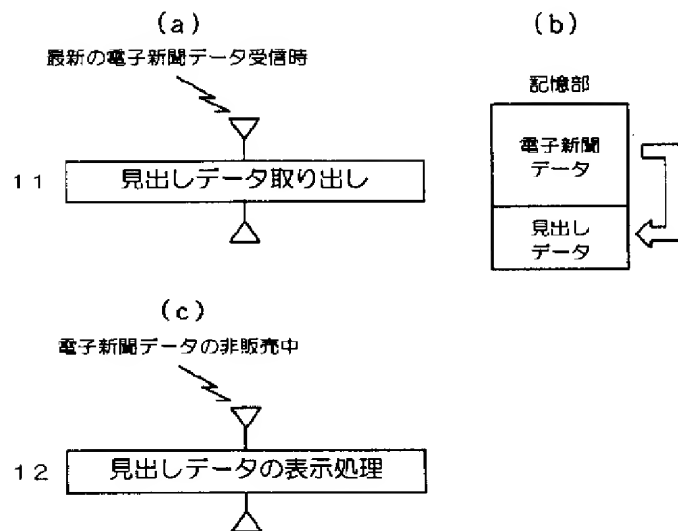 (a)
最新の電子新聞データ受信時
11
見出しデータ取り出し
(b)
記憶部
電子新聞
データ
見出し
データ
(c)
電子新聞データの非販売中
12
見出しデータの表示処理